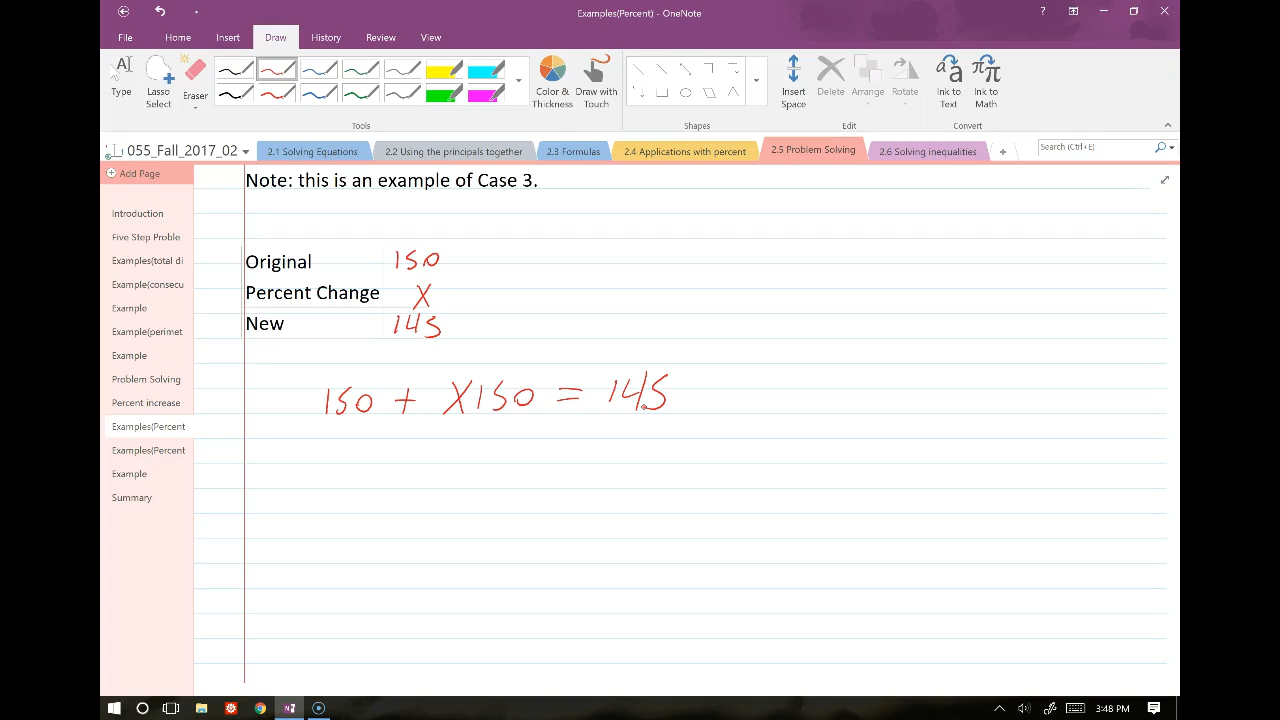 Examples(Percent) - OneNote
?
File Home Insert Draw History Review View
Type Lasso Select Eraser Color & Thickness Draw with Touch Insert Space Delete Arrange Rotate Ink to Text Ink to Math
Tools Shapes Edit Convert
055_Fall_2017_02 2.1 Solving Equations 2.2 Using the principals together 2.3 Formulas 2.4 Applications with percent 2.5 Problem Solving 2.6 Solving inequalities + Search (Ctrl+E)
Add Page
Introduction
Five Step Proble
Examples(total di
Example(consecu
Example
Example(perimet
Example
Problem Solving
Percent increase
Examples(Percent
Examples(Percent
Example
Summary
Note: this is an example of Case 3.
Original 150
Percent Change X
New 145
150 + X150 = 145
3:48 PM